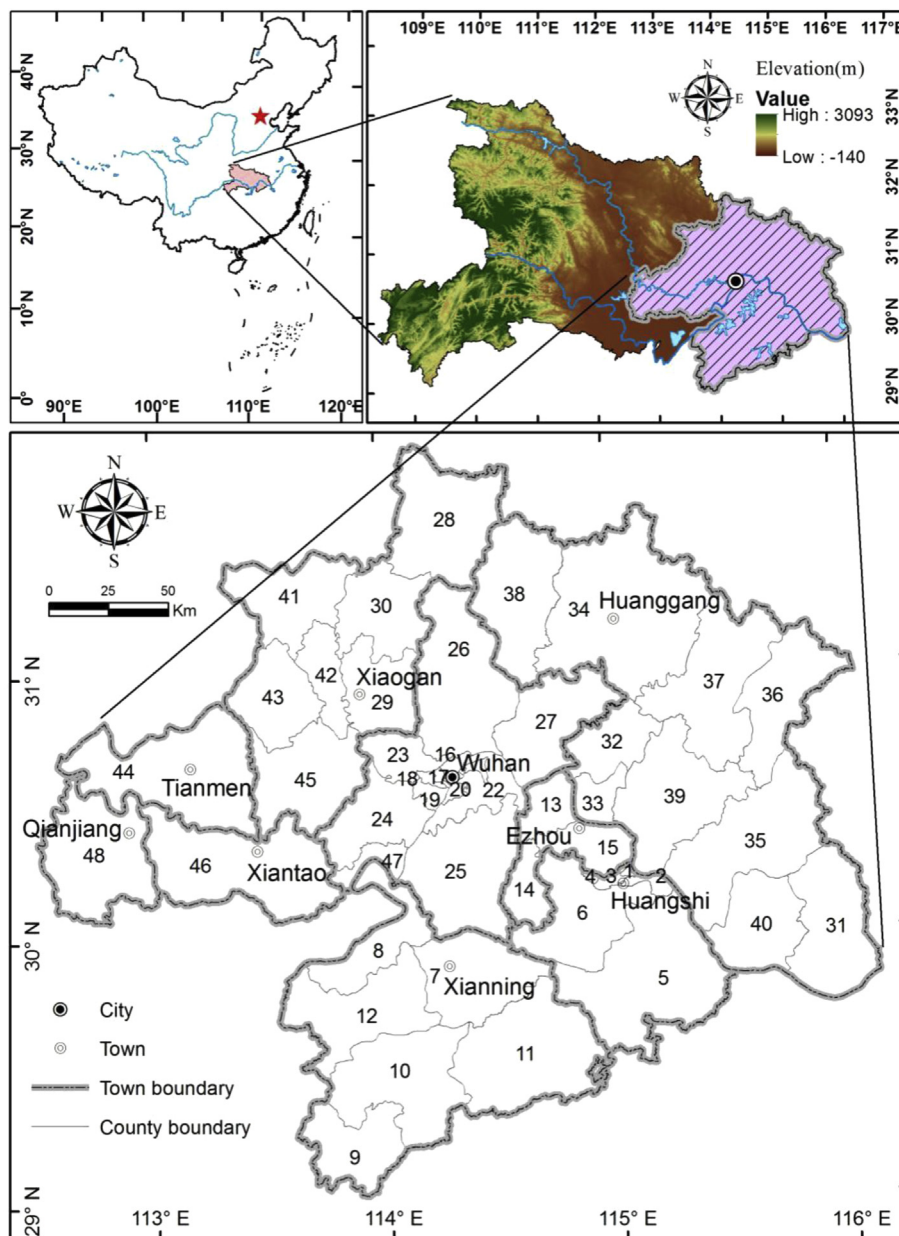 109°E 110°E 111°E 112°E 113°E 114°E 115°E 116°E 117°E
40°N
30°N
20°N
10°N
0°
90°E 100°E 110°E 120°E
N
W E
S
Elevation(m)
Value
High : 3093
Low : -140
33°N
32°N
31°N
30°N
29°N
N
W E
S
0 25 50
Km
28
41
30
38
34
Huanggang
26
42
Xiaogan
37
36
43
29
27
32
23
16
Wuhan
44
Tianmen
45
18
17
20
22
39
19
13
33
24
Ezhou
Qianjiang
48
46
Xiantao
47
25
15
35
14
4
3
1
2
Huangshi
6
40
31
8
7
Xianning
5
12
11
10
9
City
Town
Town boundary
County boundary
31° N
30° N
29° N
113° E 114° E 115° E 116° E